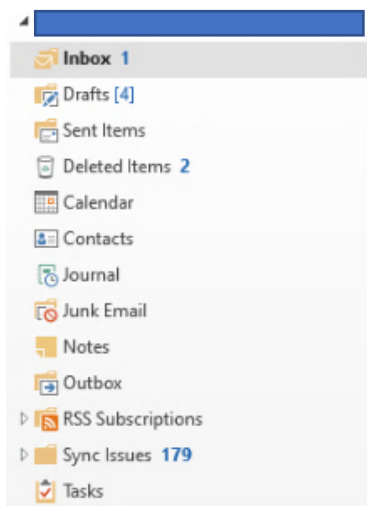 Inbox 1
Drafts [4]
Sent Items
Deleted Items 2
Calendar
Contacts
Journal
Junk Email
Notes
Outbox
RSS Subscriptions
Sync Issues 179
Tasks